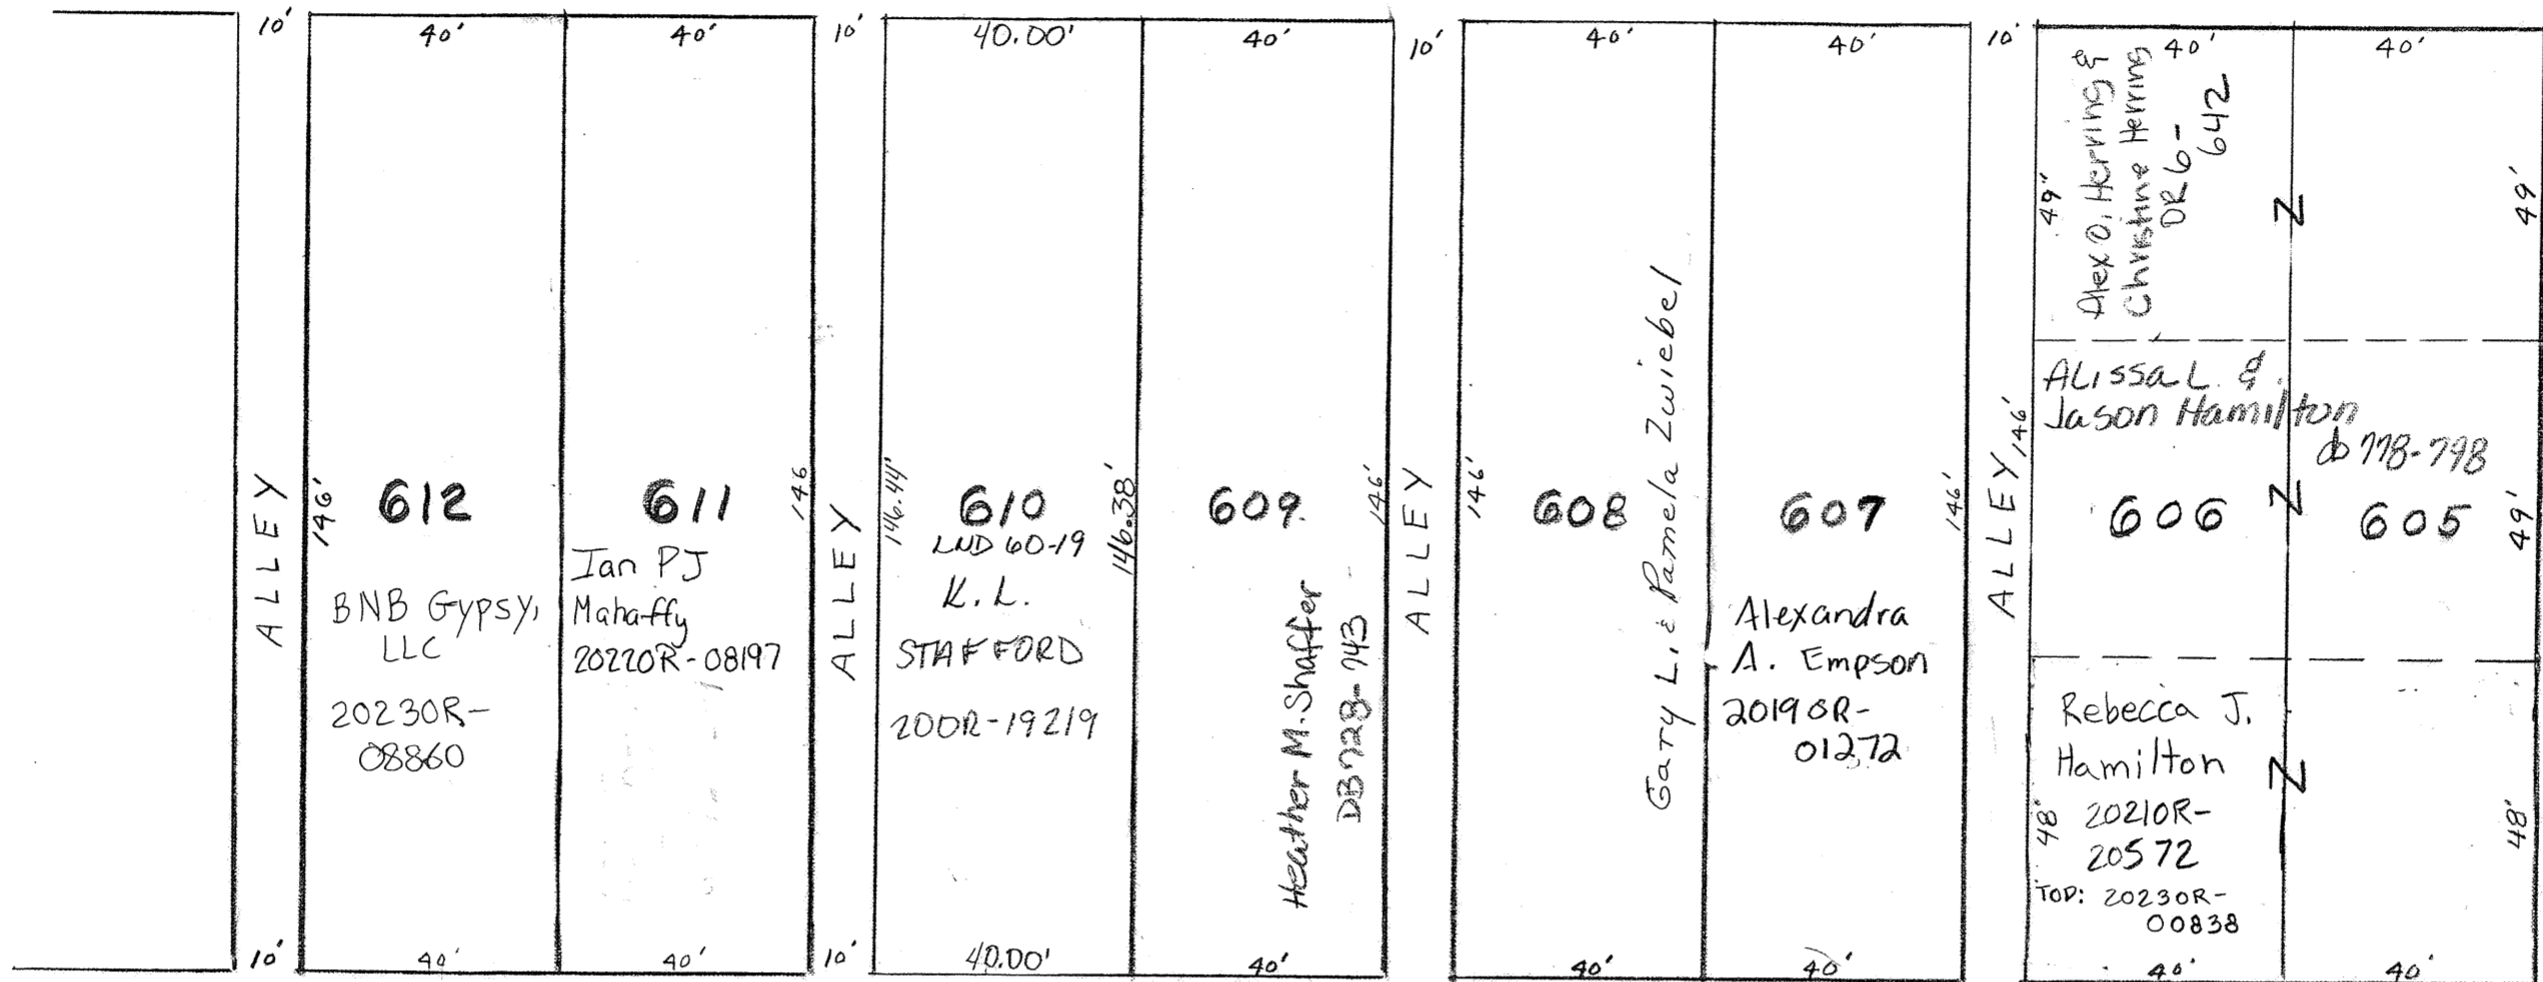 10'
40'
40'
10'
40.00'
40'
10'
40'
40'
10'
40'
40'
ALLEY
146'
612
BNB Gypsy,
LLC
20230R-
08860
611
146
Ian PJ
Mahaffy
20220R-08197
ALLEY
146.44'
610
LND 60-19
K.L.
STAFFORD
200R-19219
146.38'
609
146'
Heather M. Shaffer
DB728-743
ALLEY
146'
608
Gary L. & Pamela Zwiebel
607
146'
Alexandra
A. Empson
20190R-
01272
ALLEY
146'
Alex O. Herring &
Christine Herring
DR6-
642
49"
Z
49'
Alissa L. &
Jason Hamilton
db 778-798
606
Z
605
49'
Rebecca J.
Hamilton
Z
20210R-
20572
TOD: 20230R-
00838
48'
48'
10'
40'
40'
10'
40.00'
40'
40'
40'
40'
40'